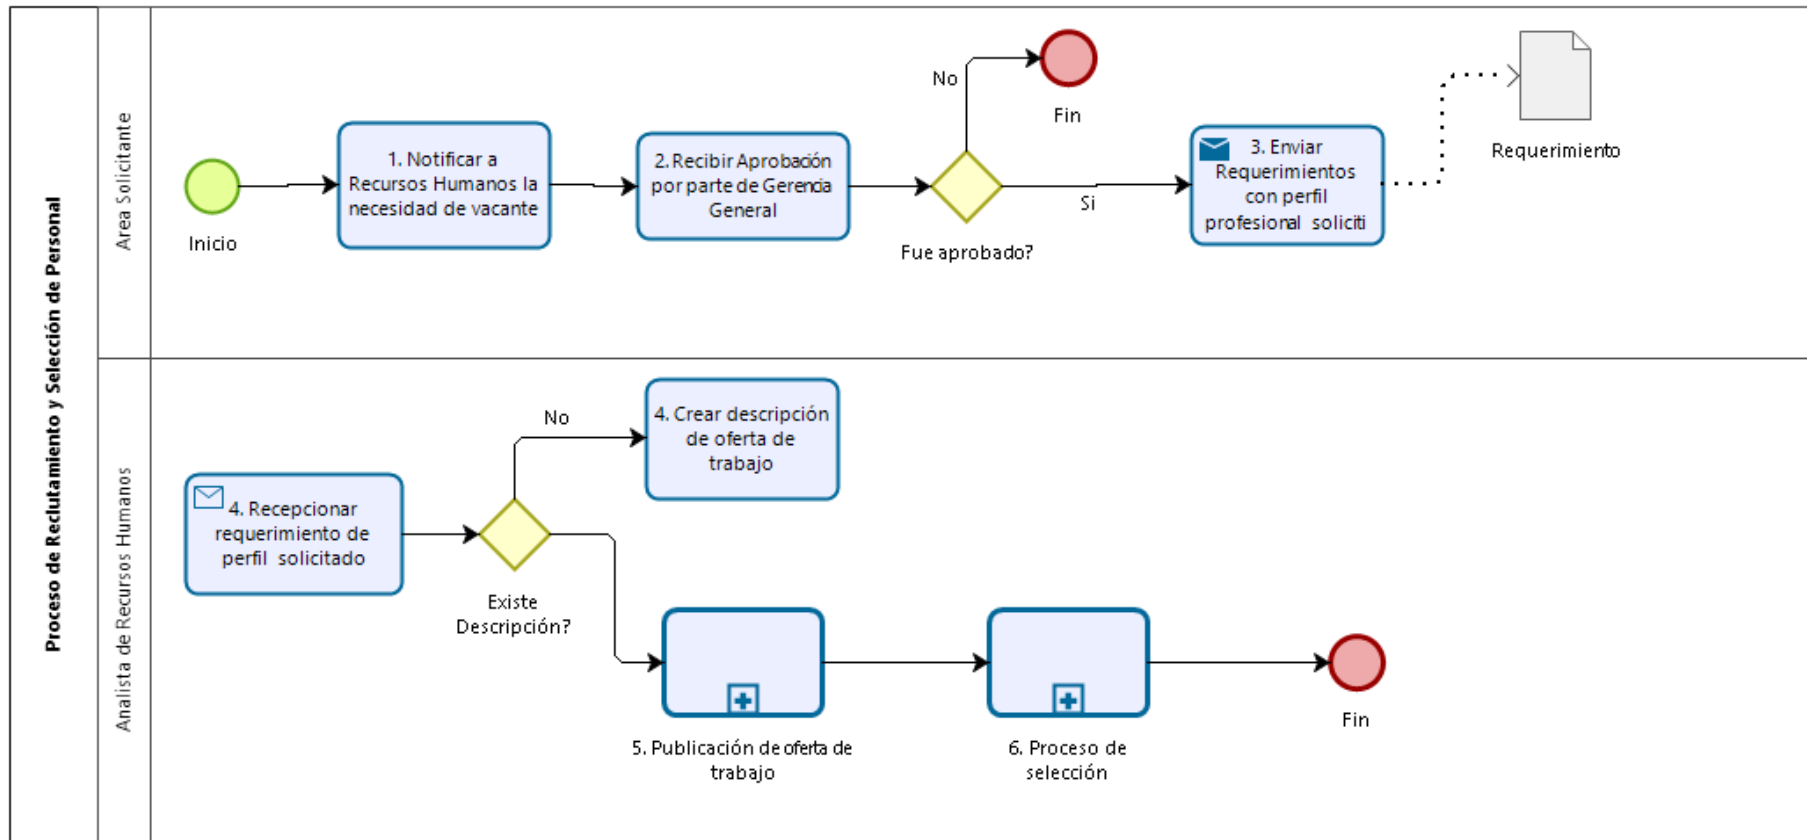 Proceso de Reclutamiento y Selección de Personal
Area Solicitante
Inicio
1. Notificar a
Recursos Humanos la
necesidad de vacante
2. Recibir Aprobación
por parte de Gerencia
General
Fue aprobado?
No
Fin
Si
3. Enviar
Requerimientos
con perfil
profesional soliciti
Requerimiento
Analista de Recursos Humanos
4. Recepcionar
requerimiento de
perfil solicitado
Existe
Descripción?
No
4. Crear descripción
de oferta de
trabajo
5. Publicación de oferta de
trabajo
6. Proceso de
selección
Fin